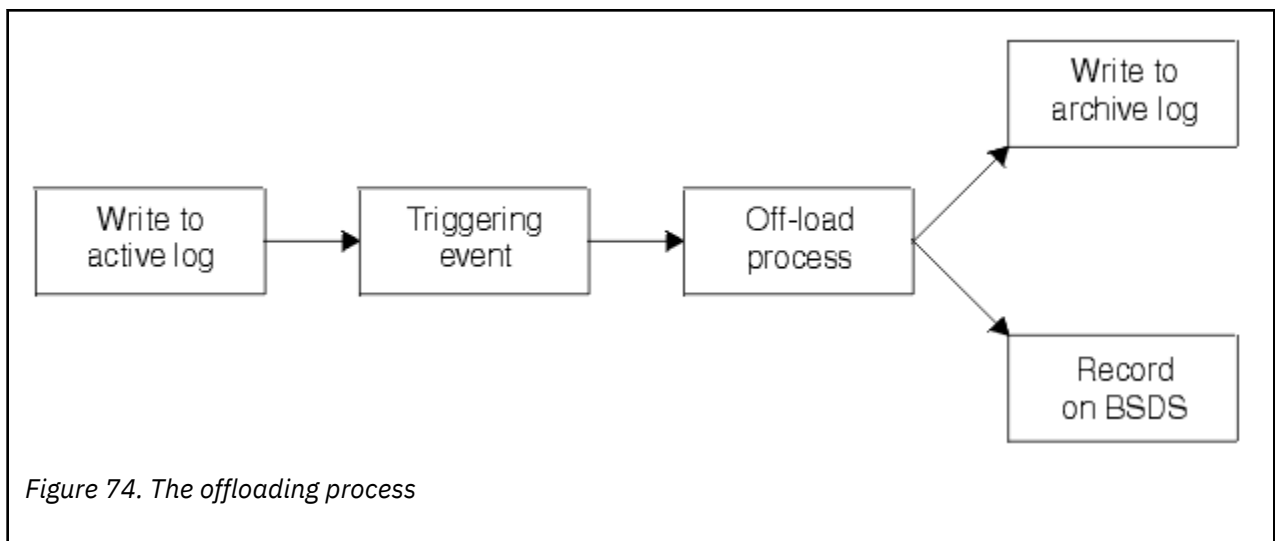 Write to
active log
Triggering
event
Off-load
process
Write to
archive log
Record
on BSDS
Figure 74. The offloading process